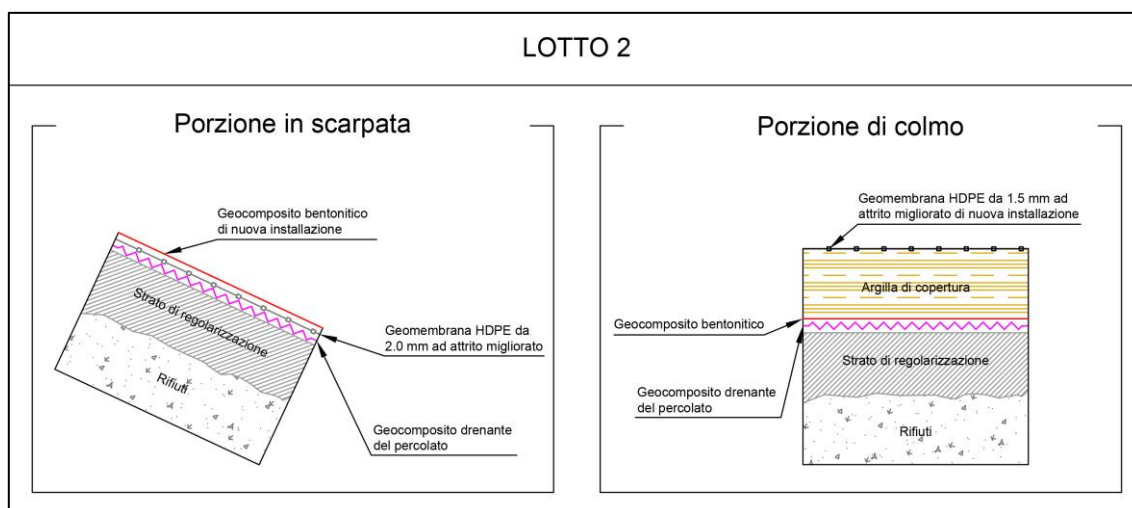 LOTTO 2
Porzione in scarpata
Geocomposito bentonitico
di nuova installazione
Strato di regolarizzazione
Rifiuti
Geomembrana HDPE da
2.0 mm ad attrito migliorato
Geocomposito drenante
del percolato
Porzione di colmo
Geomembrana HDPE da 1.5 mm ad
attrito migliorato di nuova installazione
Argilla di copertura
Geocomposito bentonitico
Strato di regolarizzazione
Geocomposito drenante
del percolato
Rifiuti